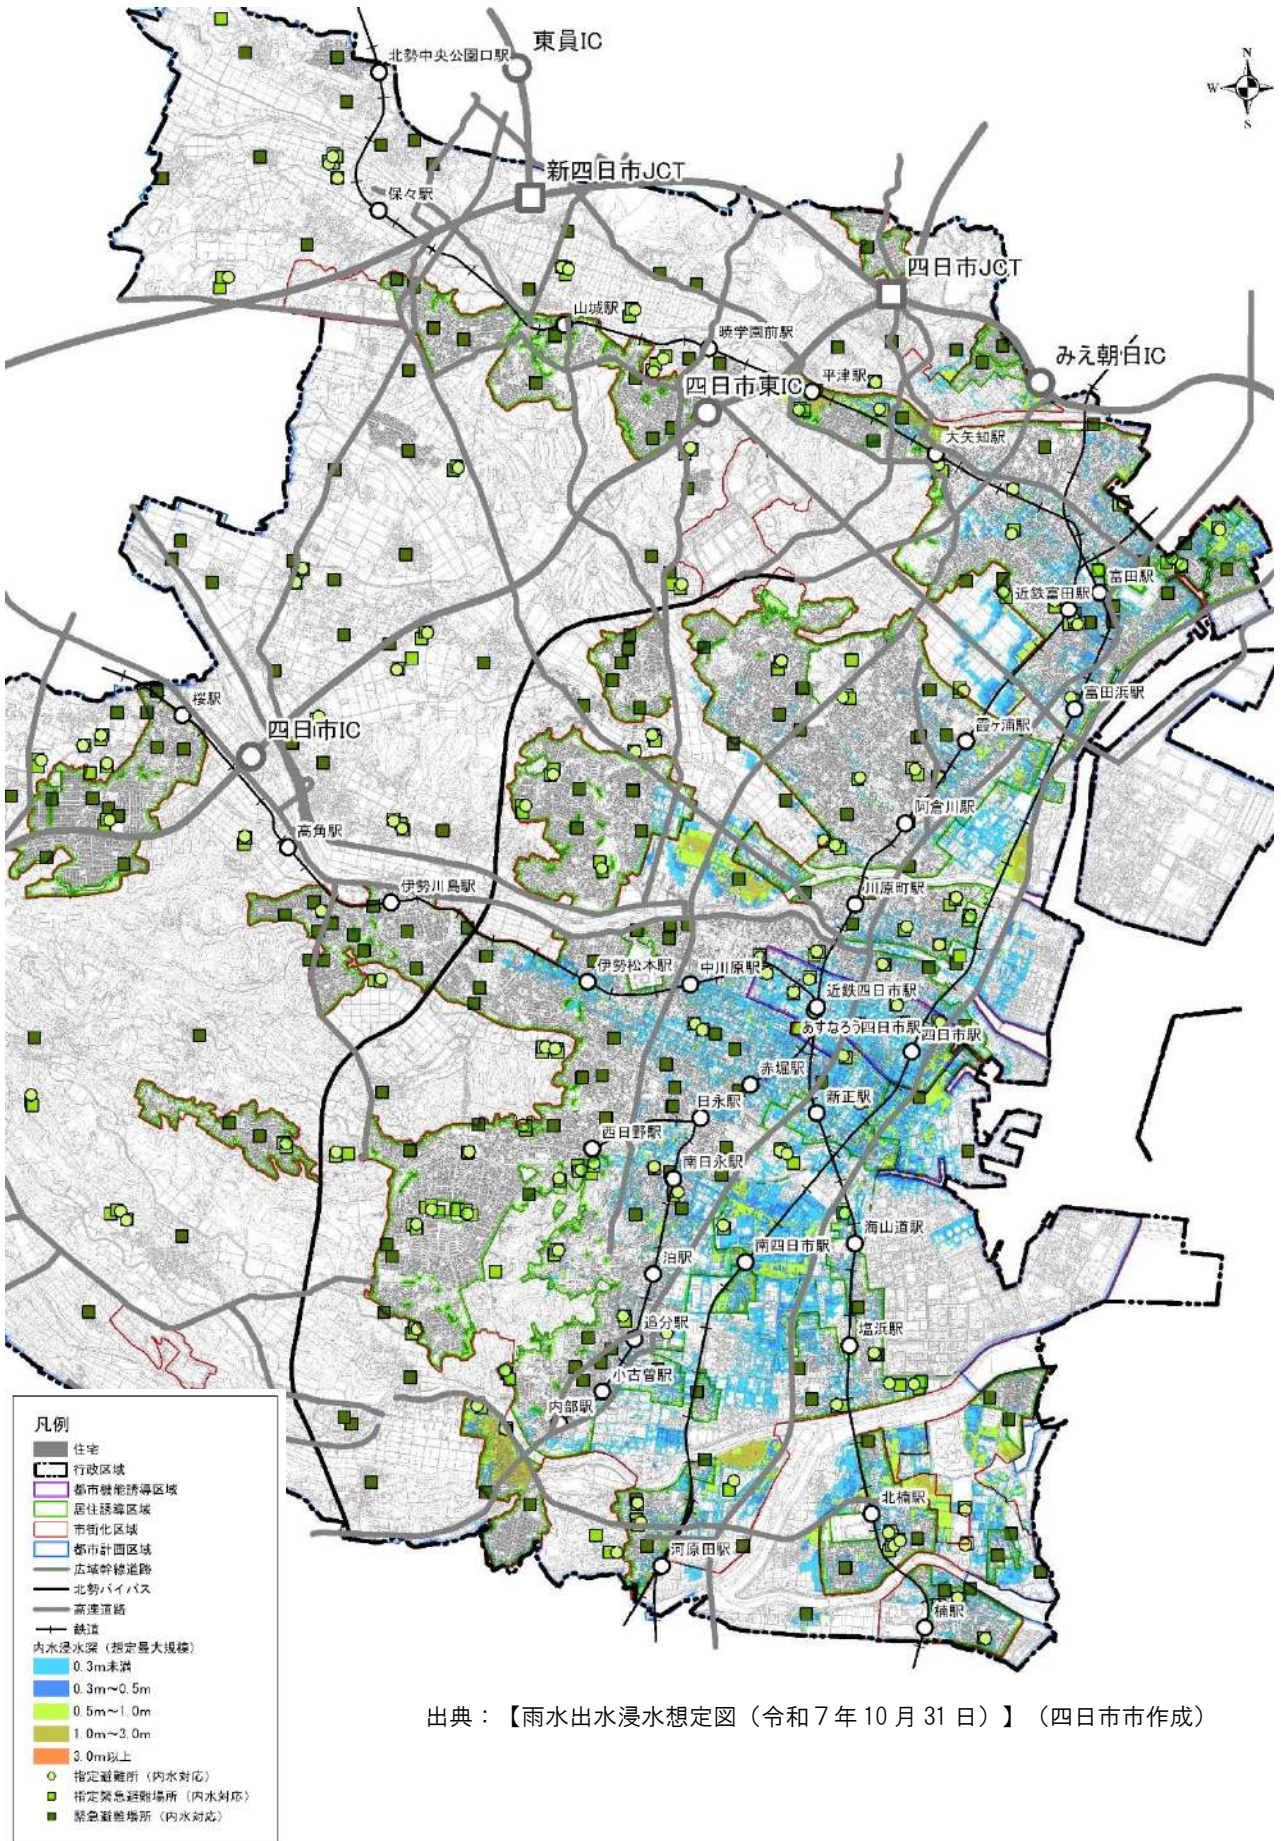 北勢中央公園口駅
東員IC
N
W
S
新四日市JCT
保々駅
四日市JCT
山城駅
暁学園前駅
みえ朝日IC
平津駅
四日市東IC
大矢知駅
富田駅
近鉄富田駅
桜駅
富田浜駅
四日市IC
霞ヶ浦駅
阿倉川駅
高角駅
伊勢川島駅
川原町駅
伊勢松本駅
中川原駅
近鉄四日市駅
あすなろう四日市駅
四日市駅
赤堀駅
日永駅
新正駅
西日野駅
南日永駅
海山道駅
南四日市駅
泊駅
追分駅
塩浜駅
小古曽駅
内部駅
北楠駅
河原田駅
楠駅
凡例
住宅
行政区域
都市機能誘導区域
居住誘導区域
市街化区域
都市計画区域
広域幹線道路
北勢バイパス
高速道路
鉄道
内水浸水深（想定最大規模）
0.3m未満
0.3m～0.5m
0.5m～1.0m
1.0m～3.0m
3.0m以上
指定避難所（内水対応）
指定緊急避難場所（内水対応）
緊急避難場所（内水対応）
出典：【雨水出水浸水想定図（令和７年10月31日）】（四日市市作成）